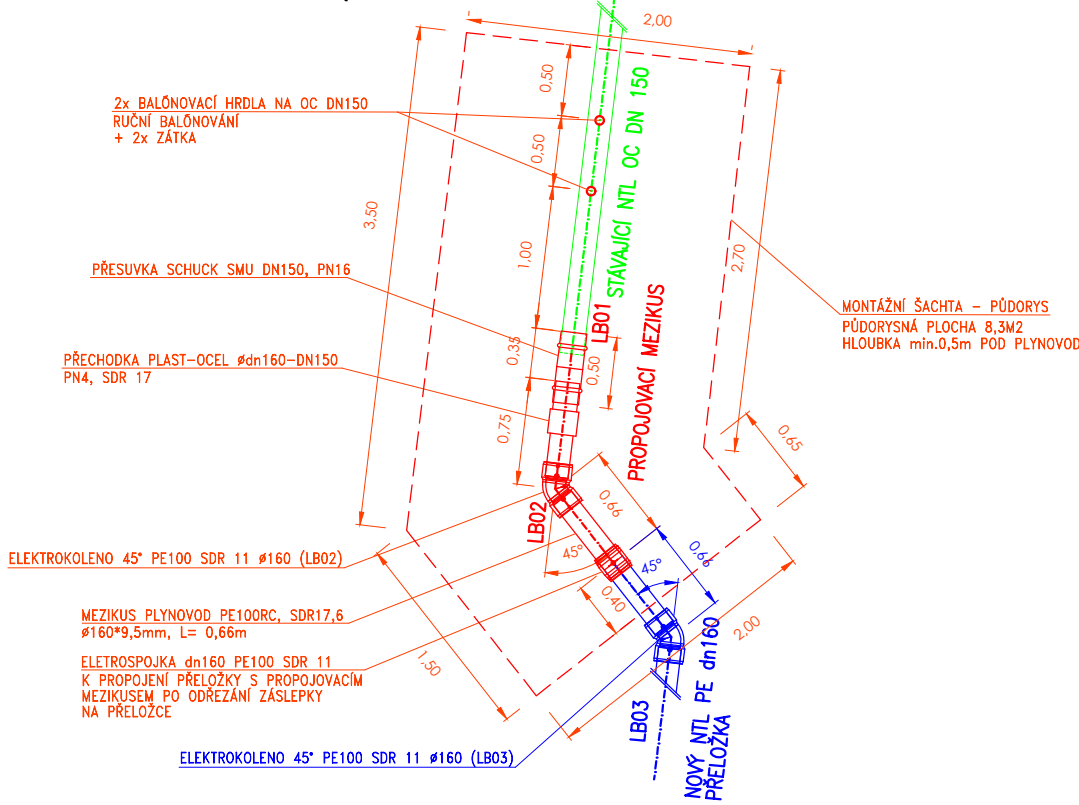 2,00
0,50
2x BALÓNOVACÍ HRDLA NA OC DN150
RUČNÍ BALÓNOVÁNÍ
+ 2x ZÁTKA
0,50
3,50
1,00
STÁVAJÍCÍ NTL OC DN 150
2,70
PŘESUVKA SCHUCK SMU DN150, PN16
LB01
PROPOJOVACÍ MEZIKUS
MONTÁŽNÍ ŠACHTA - PŮDORYS
PŮDORYSNÁ PLOCHA 8,3M2
HLOUBKA min.0,5m POD PLYNOVOD
0,35
0,50
PŘECHODKA PLAST-OCEL ødn160-DN150
PN4, SDR 17
0,75
0,65
0,66
LB02
45°
0,66
45°
ELEKTROKOLENO 45° PE100 SDR 11 ø160 (LB02)
0,40
MEZIKUS PLYNOVOD PE100RC, SDR17,6
ø160*9,5mm, L= 0,66m
2,00
1,50
ELETROSPOJKA dn160 PE100 SDR 11
K PROPOJENÍ PŘELOŽKY S PROPOJOVACÍM
MEZIKUSEM PO ODŘEZÁNÍ ZÁSLEPKY
NA PŘELOŽCE
LB03
NOVÝ NTL PE dn160
PŘELOŽKA
ELEKTROKOLENO 45° PE100 SDR 11 ø160 (LB03)